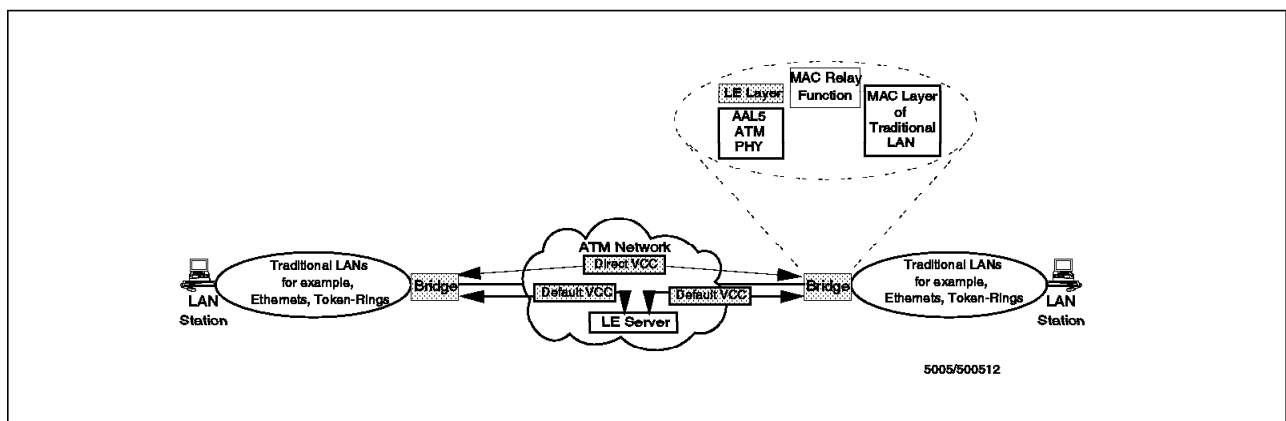 MAC Relay
Function
LE Layer
AAL5
ATM
PHY
MAC Layer
of
Traditional
LAN
ATM Network
Direct VCC
Traditional LANs
for example,
Ethernets, Token-Rings
Bridge
Default VCC
Default VCC
Bridge
Traditional LANs
for example,
Ethernets, Token-Rings
LAN
Station
LE Server
LAN
Station
5005/500512